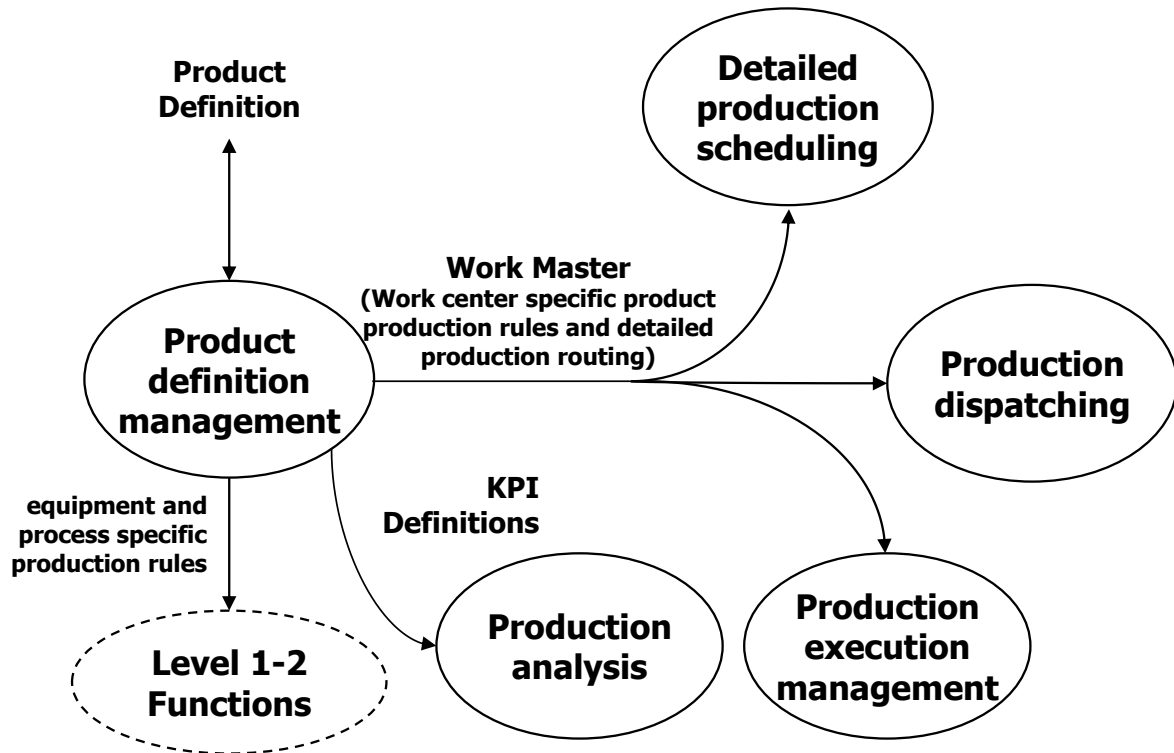 Product
Definition
Detailed
production
scheduling
Work Master
(Work center specific product
production rules and detailed
production routing)
Product
definition
management
Production
dispatching
KPI
Definitions
equipment and
process specific
production rules
Production
analysis
Production
execution
management
Level 1-2
Functions